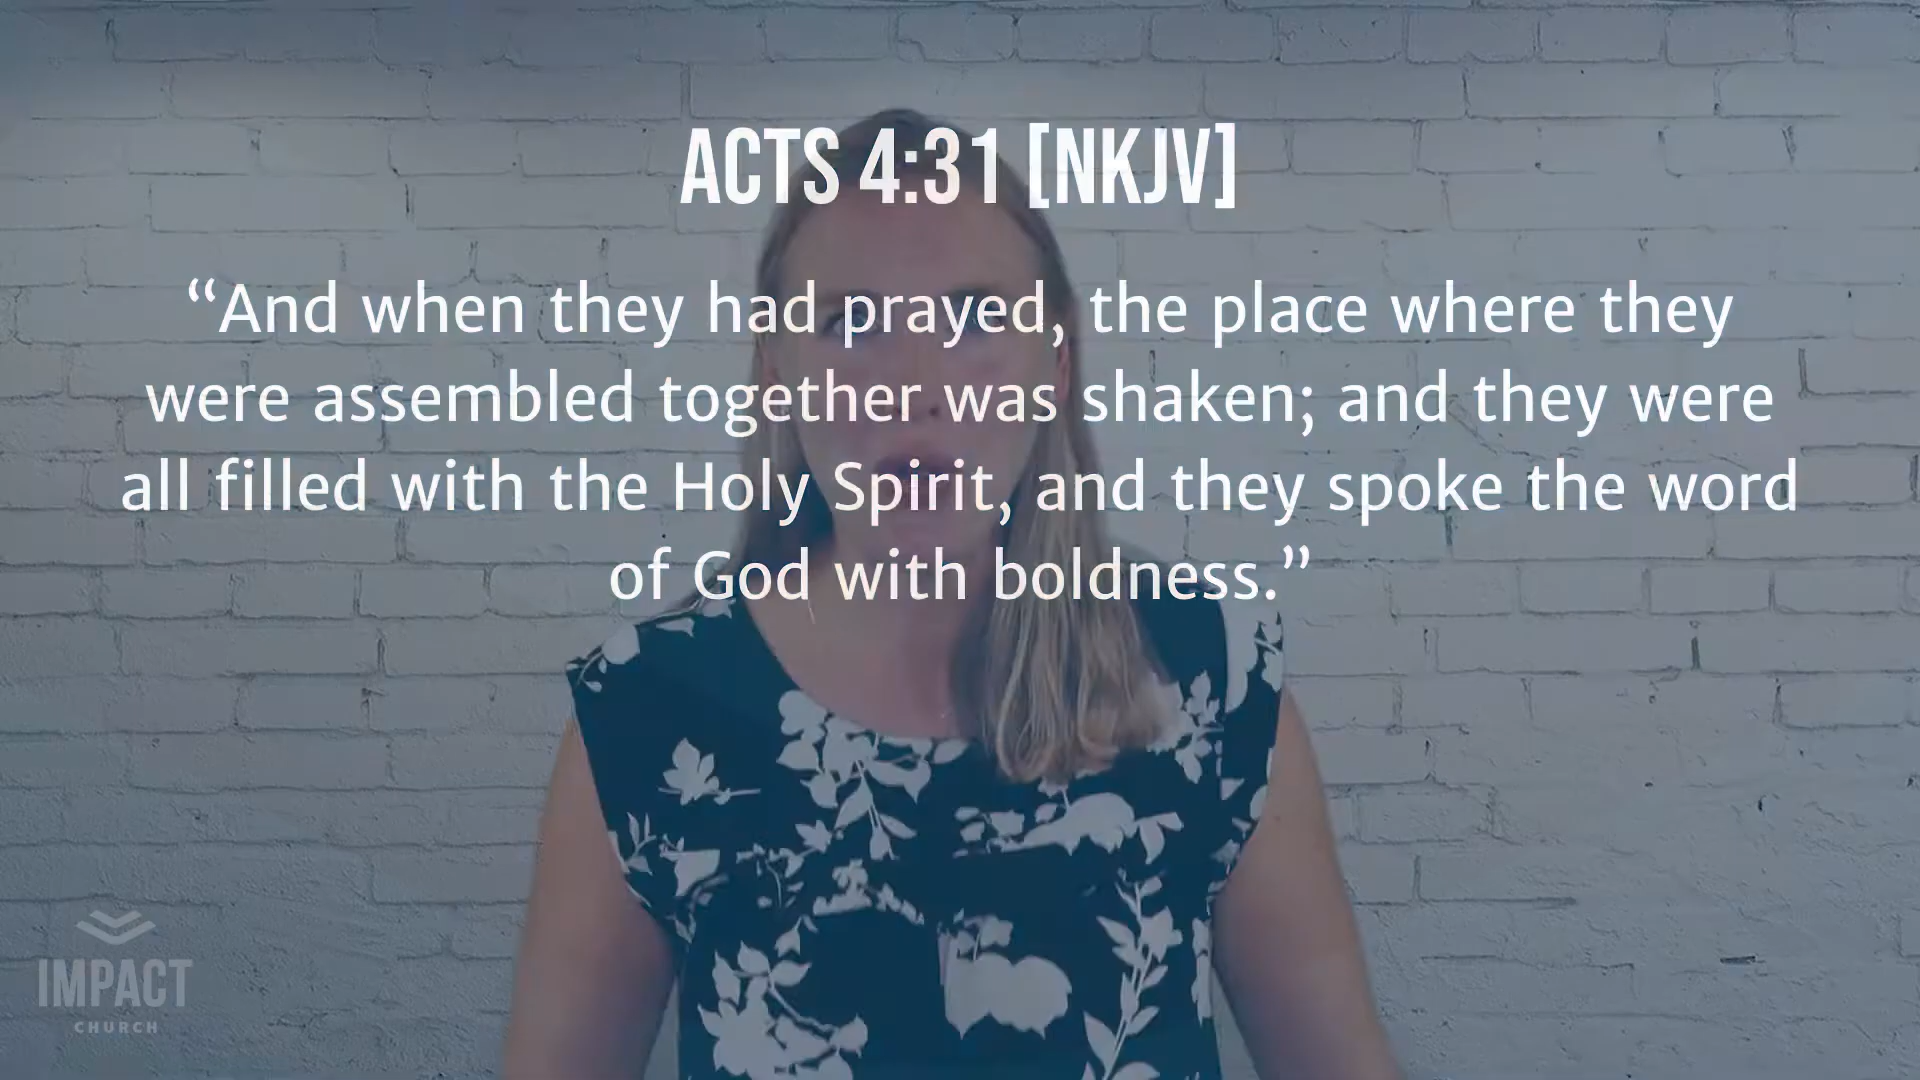 ACTS 4:31 [NKJV]
“And when they had prayed, the place where they
were assembled together was shaken; and they were
all filled with the Holy Spirit, and they spoke the word
of God with boldness.”
IMPACT
CHURCH